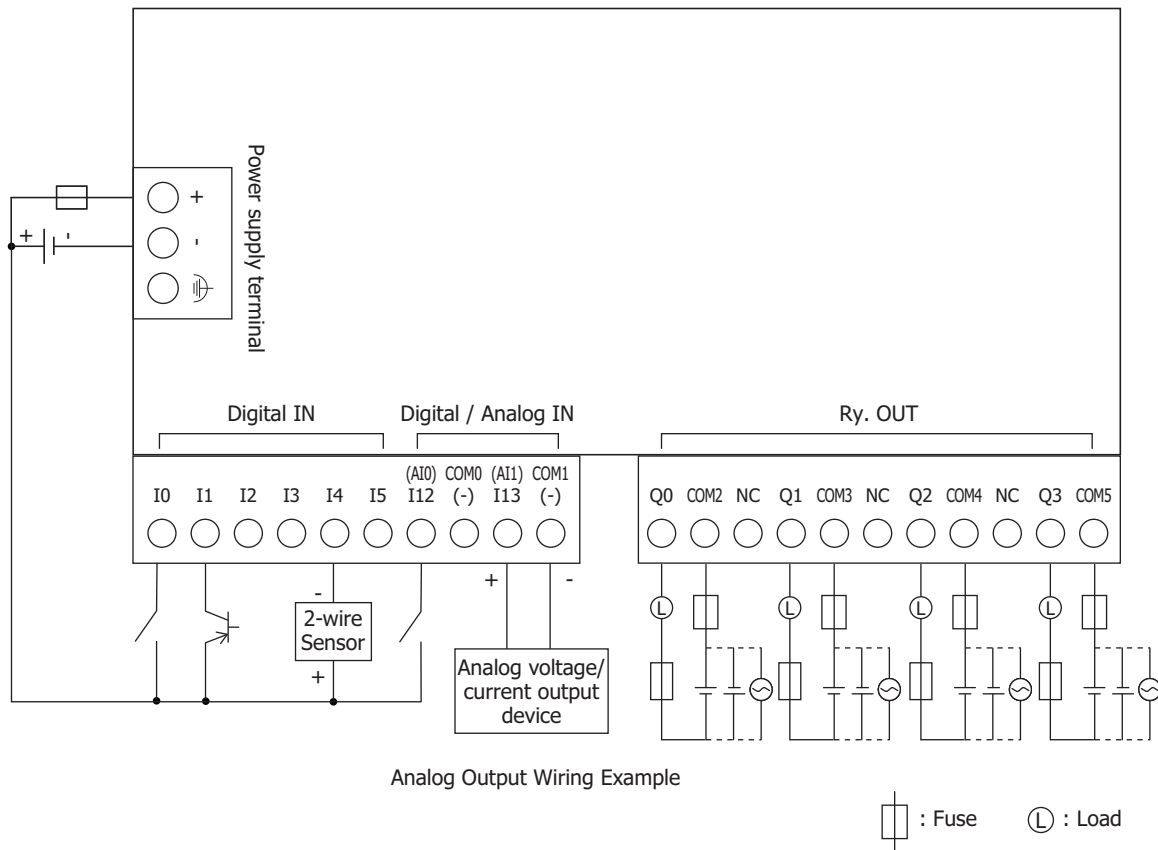 Power supply terminal
+
-
+ -
Digital IN
Digital / Analog IN
Ry. OUT
(AI0) COM0 (AI1) COM1
I0 I1 I2 I3 I4 I5 I12 (-) I13 (-)
Q0 COM2 NC Q1 COM3 NC Q2 COM4 NC Q3 COM5
+ -
-
2-wire
Sensor
+
Analog voltage/
current output
device
L L L L
Analog Output Wiring Example
: Fuse
L : Load